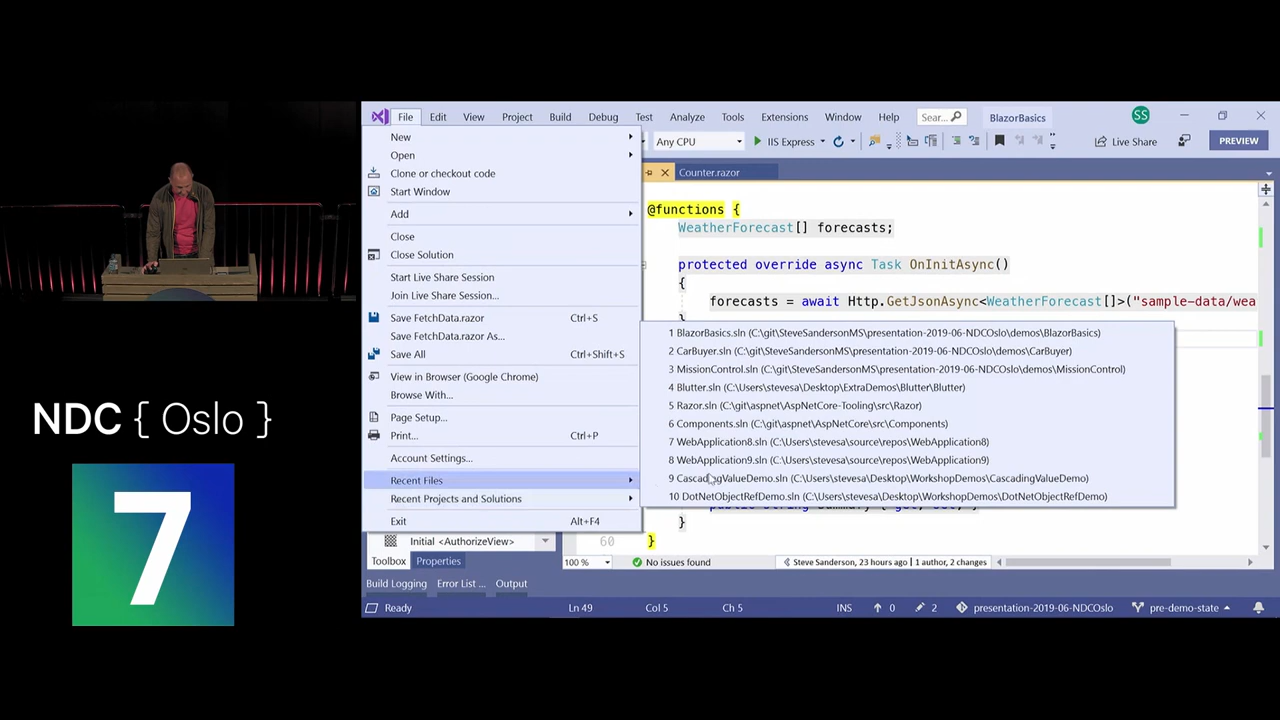 File Edit View Project Build Debug Test Analyze Tools Extensions Window Help Sear... BlazorBasics SS
Any CPU IIS Express Live Share PREVIEW
New
Open
Clone or checkout code
Start Window
Add
Close
Close Solution
Start Live Share Session
Join Live Share Session...
Save FetchData.razor Ctrl+S
Save FetchData.razor As...
Save All Ctrl+Shift+S
View in Browser (Google Chrome)
Browse With...
Page Setup...
Print... Ctrl+P
Account Settings...
Recent Files
Recent Projects and Solutions
Exit Alt+F4
Counter.razor
@functions {
WeatherForecast[] forecasts;
protected override async Task OnInitAsync()
{
forecasts = await Http.GetJsonAsync<WeatherForecast[]>("sample-data/wea
1 BlazorBasics.sln (C:\git\SteveSandersonMS\presentation-2019-06-NDCOslo\demos\BlazorBasics)
2 CarBuyer.sln (C:\git\SteveSandersonMS\presentation-2019-06-NDCOslo\demos\CarBuyer)
3 MissionControl.sln (C:\git\SteveSandersonMS\presentation-2019-06-NDCOslo\demos\MissionControl)
4 Blutter.sln (C:\Users\stevesa\Desktop\ExtraDemos\Blutter\Blutter)
5 Razor.sln (C:\git\aspnet\AspNetCore-Tooling\src\Razor)
6 Components.sln (C:\git\aspnet\AspNetCore\src\Components)
7 WebApplication8.sln (C:\Users\stevesa\source\repos\WebApplication8)
8 WebApplication9.sln (C:\Users\stevesa\source\repos\WebApplication9)
9 CascadingValueDemo.sln (C:\Users\stevesa\Desktop\WorkshopDemos\CascadingValueDemo)
10 DotNetObjectRefDemo.sln (C:\Users\stevesa\Desktop\WorkshopDemos\DotNetObjectRefDemo)
}
60 }
Initial <AuthorizeView>
Toolbox Properties
100 % No issues found Steve Sanderson, 23 hours ago | 1 author, 2 changes
Build Logging Error List ... Output
Ready Ln 49 Col 5 Ch 5 INS 0 2 presentation-2019-06-NDCOslo pre-demo-state
NDC { Oslo }
7